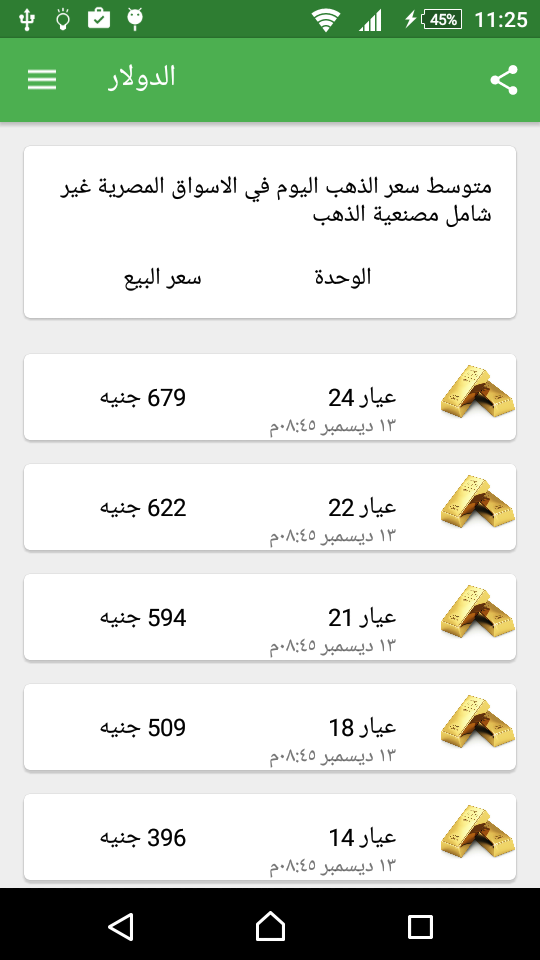 45% 11:25
الدولار
متوسط سعر الذهب اليوم في الاسواق المصرية غير
شامل مصنعية الذهب
الوحدة سعر البيع
عيار 24 679 جنيه
١٣ ديسمبر ٠٨:٤٥م
عيار 22 622 جنيه
١٣ ديسمبر ٠٨:٤٥م
عيار 21 594 جنيه
١٣ ديسمبر ٠٨:٤٥م
عيار 18 509 جنيه
١٣ ديسمبر ٠٨:٤٥م
عيار 14 396 جنيه
١٣ ديسمبر ٠٨:٤٥م